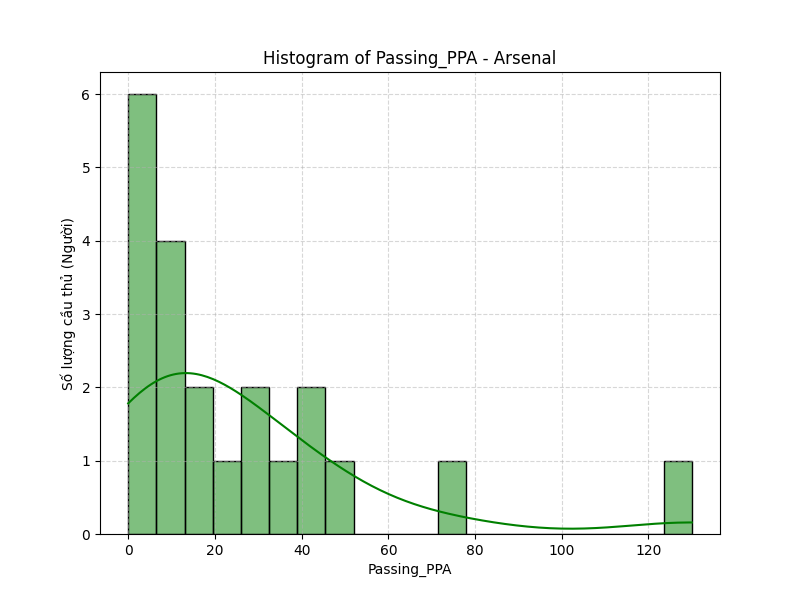 Histogram of Passing_PPA - Arsenal
Số lượng cầu thủ (Người)
6
5
4
3
2
1
0
0 20 40 60 80 100 120
Passing_PPA